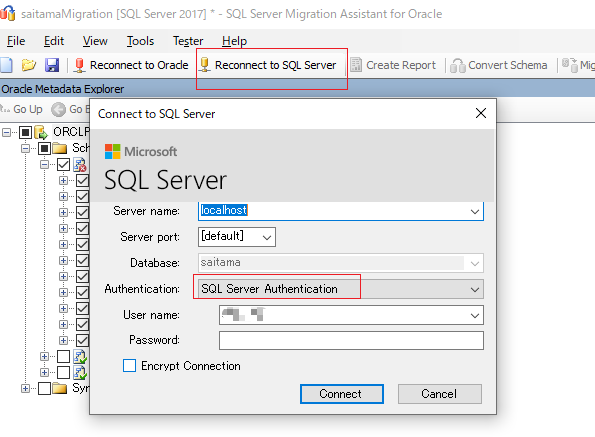 saitamaMigration [SQL Server 2017] * - SQL Server Migration Assistant for Oracle
File Edit View Tools Tester Help
Reconnect to Oracle Reconnect to SQL Server Create Report Convert Schema Mig
Oracle Metadata Explorer
Go Up Go B
Connect to SQL Server
ORCLP
Sch
Microsoft
SQL Server
Server name: localhost
Server port: [default]
Database: saitama
Authentication: SQL Server Authentication
User name:
Password:
Encrypt Connection
Syn
Connect Cancel